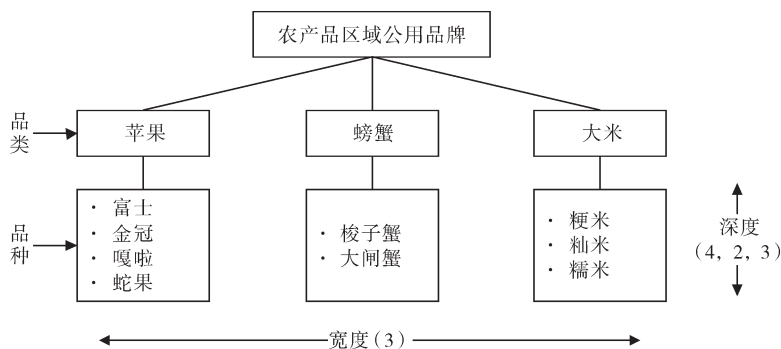 农产品区域公用品牌
品类
苹果
螃蟹
大米
品种
· 富士
· 金冠
· 嘎啦
· 蛇果
· 梭子蟹
· 大闸蟹
· 粳米
· 籼米
· 糯米
深度
(4, 2, 3)
宽度(3)